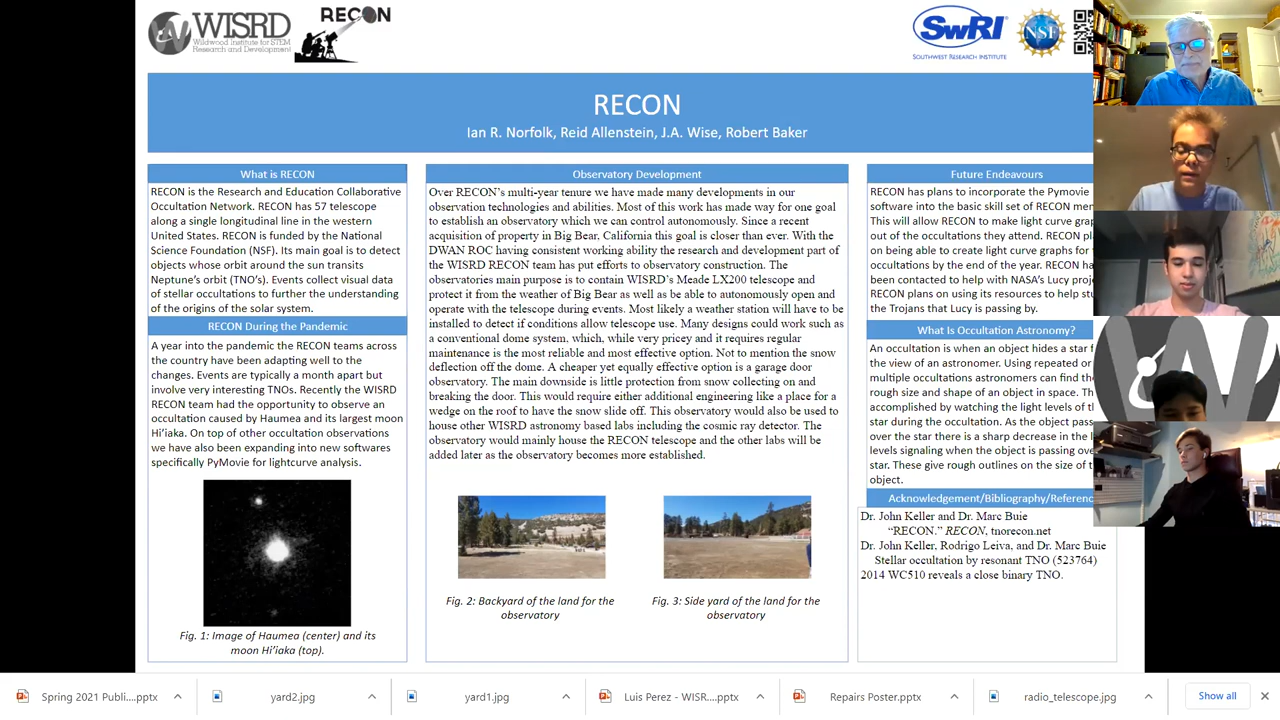 WISRD
Wildwood Institute for STEM
Research and Development
RECON
SwRI
SOUTHWEST RESEARCH INSTITUTE
NSF
RECON
Ian R. Norfolk, Reid Allenstein, J.A. Wise, Robert Baker
What is RECON
RECON is the Research and Education Collaborative
Occultation Network. RECON has 57 telescope
along a single longitudinal line in the western
United States. RECON is funded by the National
Science Foundation (NSF). Its main goal is to detect
objects whose orbit around the sun transits
Neptune's orbit (TNO's). Events collect visual data
of stellar occultations to further the understanding
of the origins of the solar system.
RECON During the Pandemic
A year into the pandemic the RECON teams across
the country have been adapting well to the
changes. Events are typically a month apart but
involve very interesting TNOs. Recently the WISRD
RECON team had the opportunity to observe an
occultation caused by Haumea and its largest moon
Hi'iaka. On top of other occultation observations
we have also been expanding into new softwares
specifically PyMovie for lightcurve analysis.
Fig. 1: Image of Haumea (center) and its
moon Hi'iaka (top).
Observatory Development
Over RECON's multi-year tenure we have made many developments in our
observation technologies and abilities. Most of this work has made way for one goal
to establish an observatory which we can control autonomously. Since a recent
acquisition of property in Big Bear, California this goal is closer than ever. With the
DWAN ROC having consistent working ability the research and development part of
the WISRD RECON team has put efforts to observatory construction. The
observatories main purpose is to contain WISRD's Meade LX200 telescope and
protect it from the weather of Big Bear as well as be able to autonomously open and
operate with the telescope during events. Most likely a weather station will have to be
installed to detect if conditions allow telescope use. Many designs could work such as
a conventional dome system, which, while very pricey and it requires regular
maintenance is the most reliable and most effective option. Not to mention the snow
deflection off the dome. A cheaper yet equally effective option is a garage door
observatory. The main downside is little protection from snow collecting on and
breaking the door. This would require either additional engineering like a place for a
wedge on the roof to have the snow slide off. This observatory would also be used to
house other WISRD astronomy based labs including the cosmic ray detector. The
observatory would mainly house the RECON telescope and the other labs will be
added later as the observatory becomes more established.
Fig. 2: Backyard of the land for the
observatory
Fig. 3: Side yard of the land for the
observatory
Future Endeavours
RECON has plans to incorporate the Pymovie
software into the basic skill set of RECON
This will allow RECON to make light curve
out of the occultations they attend. RECON
on being able to create light curve graphs for
occultations by the end of the year. RECON
been contacted to help with NASA's Lucy
RECON plans on using its resources to help
the Trojans that Lucy is passing by.
What Is Occultation Astronomy?
An occultation is when an object hides a star
the view of an astronomer. Using repeated or
multiple occultations astronomers can find the
rough size and shape of an object in space.
accomplished by watching the light levels of
star during the occultation. As the object
over the star there is a sharp decrease in the
levels signaling when the object is passing
star. These give rough outlines on the size of
object.
Acknowledgement/Bibliography/
Dr. John Keller and Dr. Marc Buie
"RECON." RECON, tnorecon.net
Dr. John Keller, Rodrigo Leiva, and Dr. Marc Buie
Stellar occultation by resonant TNO (523764)
2014 WC510 reveals a close binary TNO.
Spring 2021 Publi....pptx
yard2.jpg
yard1.jpg
Luis Perez - WISR....pptx
Repairs Poster.pptx
radio_telescope.jpg
Show all